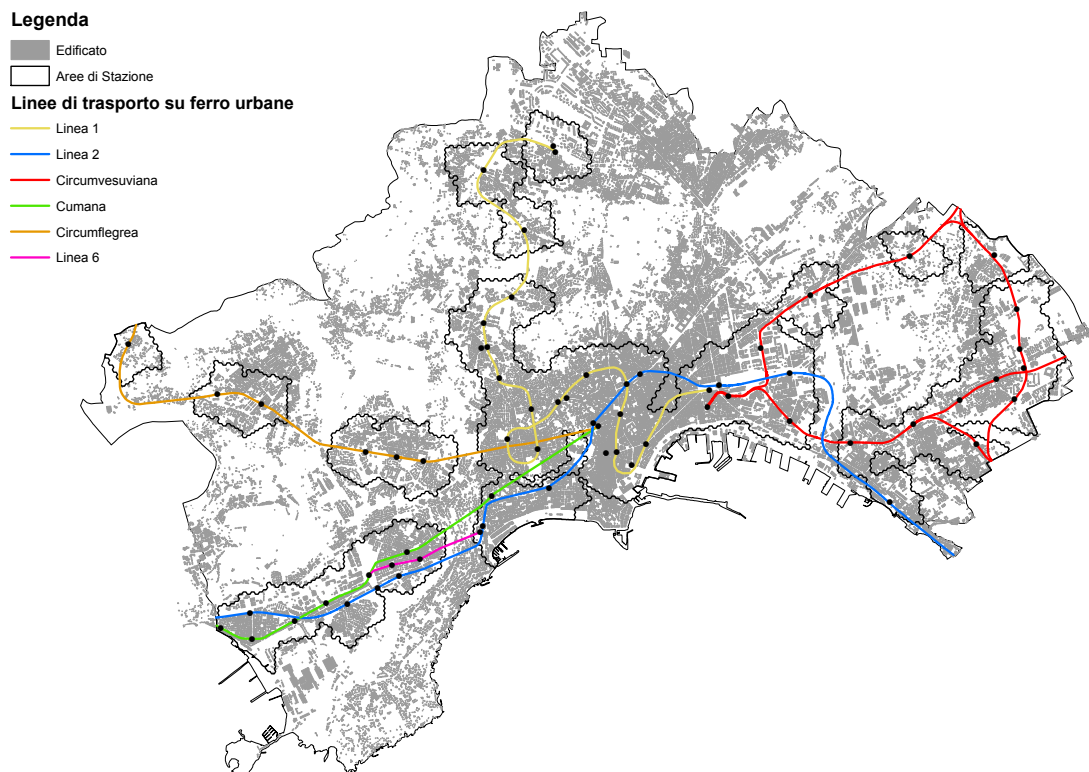 Legenda
Edificato
Aree di Stazione
Linee di trasporto su ferro urbane
Linea 1
Linea 2
Circumvesuviana
Cumana
Circumflegrea
Linea 6